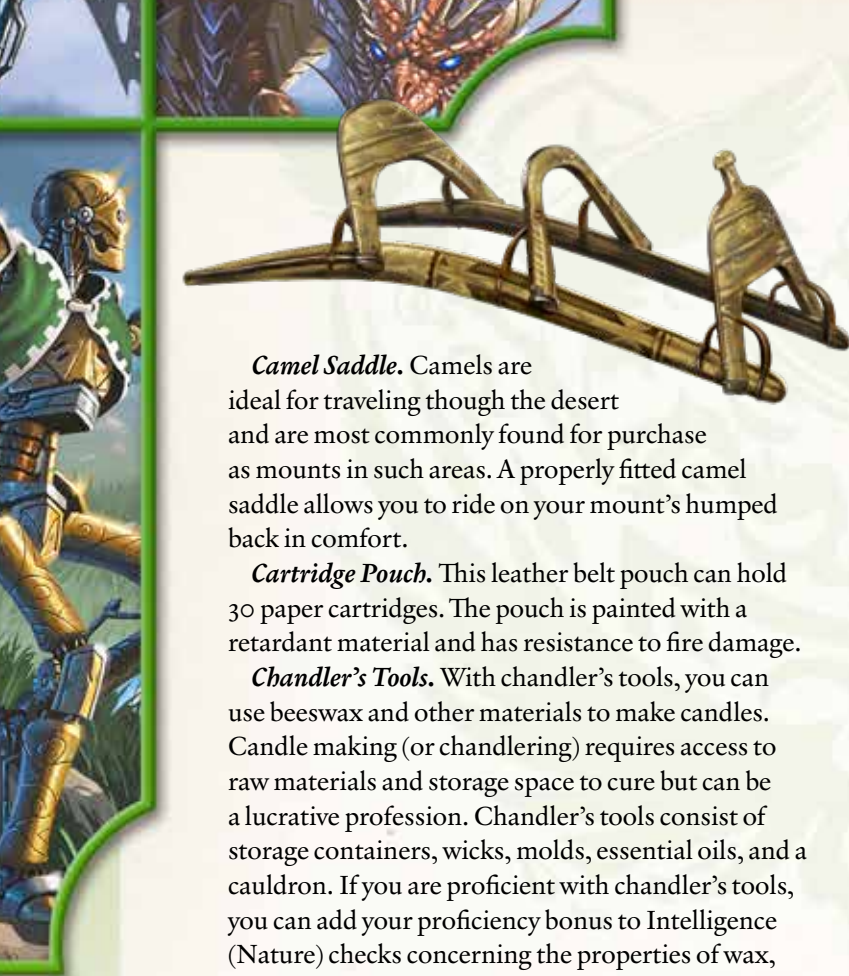 Camel Saddle. Camels are
ideal for traveling though the desert
and are most commonly found for purchase
as mounts in such areas. A properly fitted camel
saddle allows you to ride on your mount’s humped
back in comfort.
Cartridge Pouch. This leather belt pouch can hold
30 paper cartridges. The pouch is painted with a
retardant material and has resistance to fire damage.
Chandler’s Tools. With chandler’s tools, you can
use beeswax and other materials to make candles.
Candle making (or chandlering) requires access to
raw materials and storage space to cure but can be
a lucrative profession. Chandler’s tools consist of
storage containers, wicks, molds, essential oils, and a
cauldron. If you are proficient with chandler’s tools,
you can add your proficiency bonus to Intelligence
(Nature) checks concerning the properties of wax,